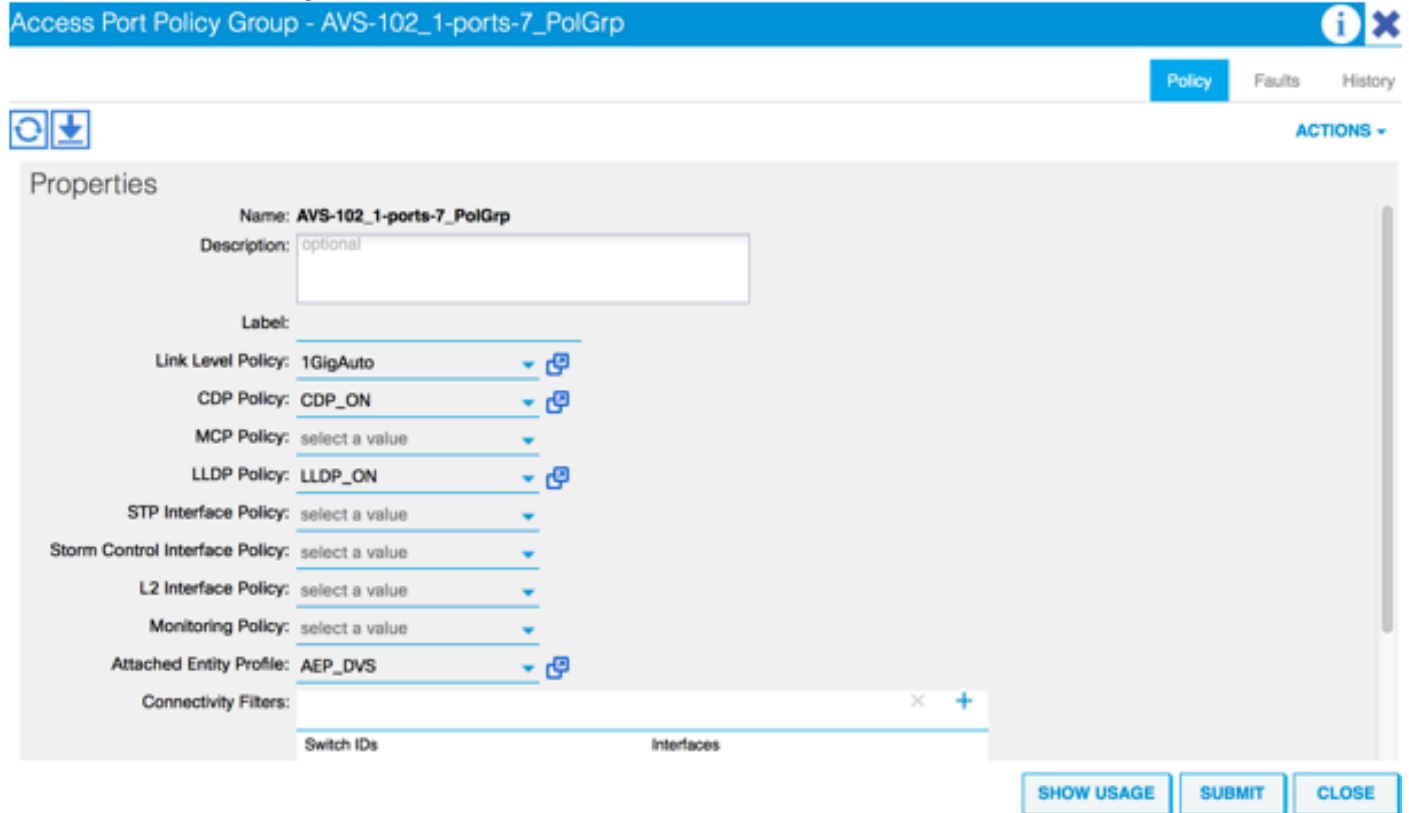 Access Port Policy Group - AVS-102_1-ports-7_PolGrp
i
Policy Faults History
ACTIONS
Properties
Name: AVS-102_1-ports-7_PolGrp
Description: optional
Label:
Link Level Policy: 1GigAuto
CDP Policy: CDP_ON
MCP Policy: select a value
LLDP Policy: LLDP_ON
STP Interface Policy: select a value
Storm Control Interface Policy: select a value
L2 Interface Policy: select a value
Monitoring Policy: select a value
Attached Entity Profile: AEP_DVS
Connectivity Filters:
Switch IDs Interfaces
SHOW USAGE SUBMIT CLOSE